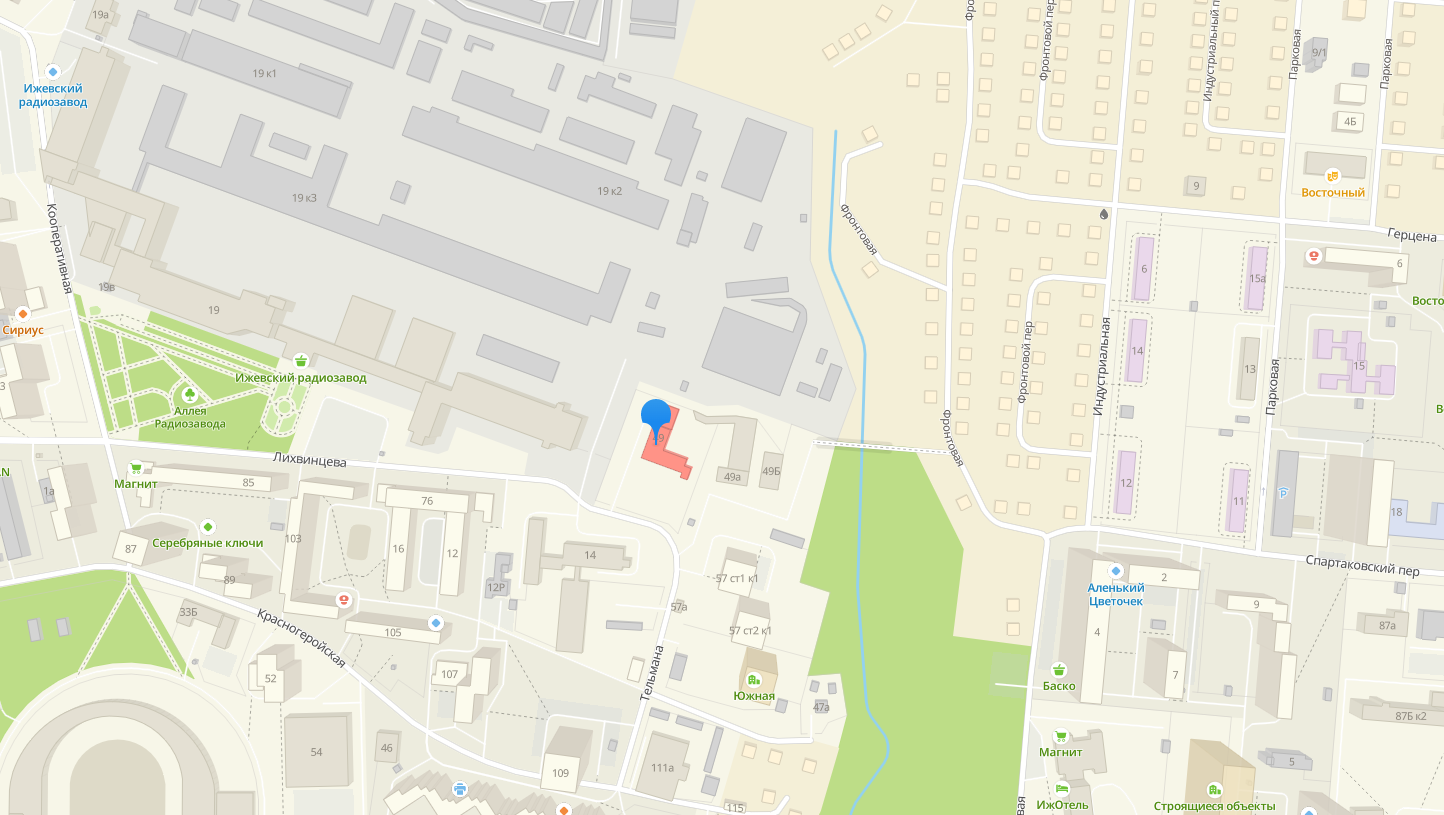 19а
19 к1
Ижевский
радиозавод
19 к2
19 к3
Кооперативная
19в
19
Сириус
Ижевский радиозавод
Аллея
Радиозавода
Лихвинцева
Магнит
85
1а
87
Серебряные ключи
103
76
16
12
89
33Б
105
Красногеройская
107
52
54
46
109
12Р
14
57а
Тельмана
49а
49Б
57 ст1 к1
57 ст2 к1
Южная
47а
111а
115
Фронтовой пер
Индустриальный п
Парковая
Парковая
9/1
4Б
Восточный
9
Герцена
Фронтовая
6
15а
6
14
13
15
12
11
Фронтовой пер
Индустриальная
Парковая
Фронтовая
18
Спартаковский пер
Аленький
Цветочек
2
4
7
9
87а
87Б к2
Баско
Магнит
5
ИжОтель
Строящиеся объекты